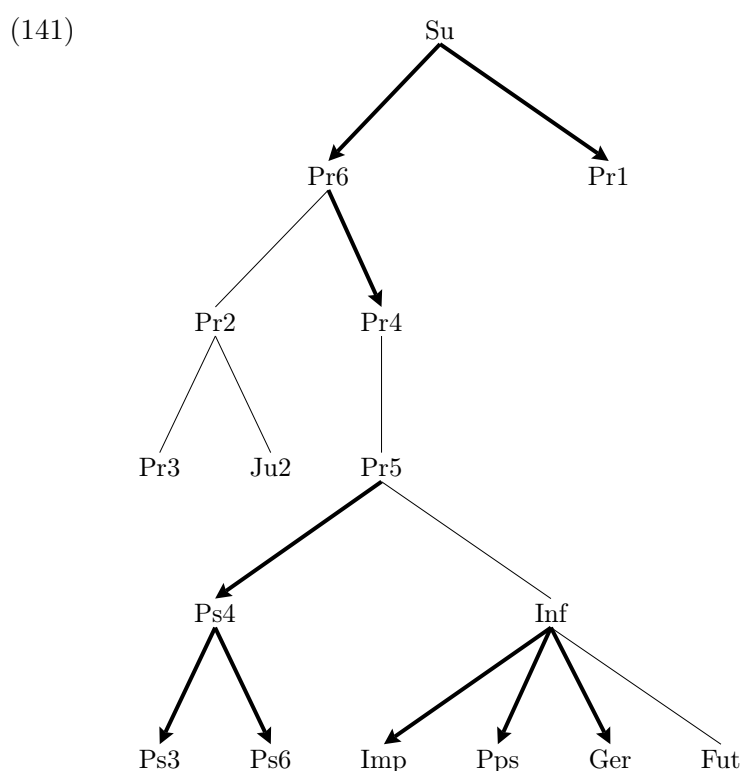 (141) Su
Pr6 Pr1
Pr2 Pr4
Pr3 Ju2 Pr5
Ps4 Inf
Ps3 Ps6 Imp Pps Ger Fut